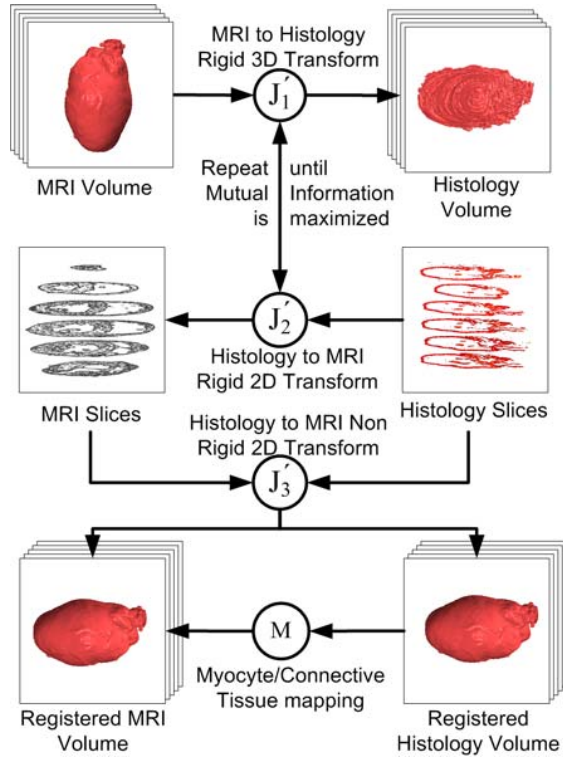 MRI to Histology
Rigid 3D Transform
J′1
MRI Volume
Repeat until
Mutual Information
is maximized
Histology
Volume
J′2
Histology to MRI
Rigid 2D Transform
MRI Slices
Histology Slices
Histology to MRI Non
Rigid 2D Transform
J′3
M
Myocyte/Connective
Tissue mapping
Registered MRI
Volume
Registered
Histology Volume